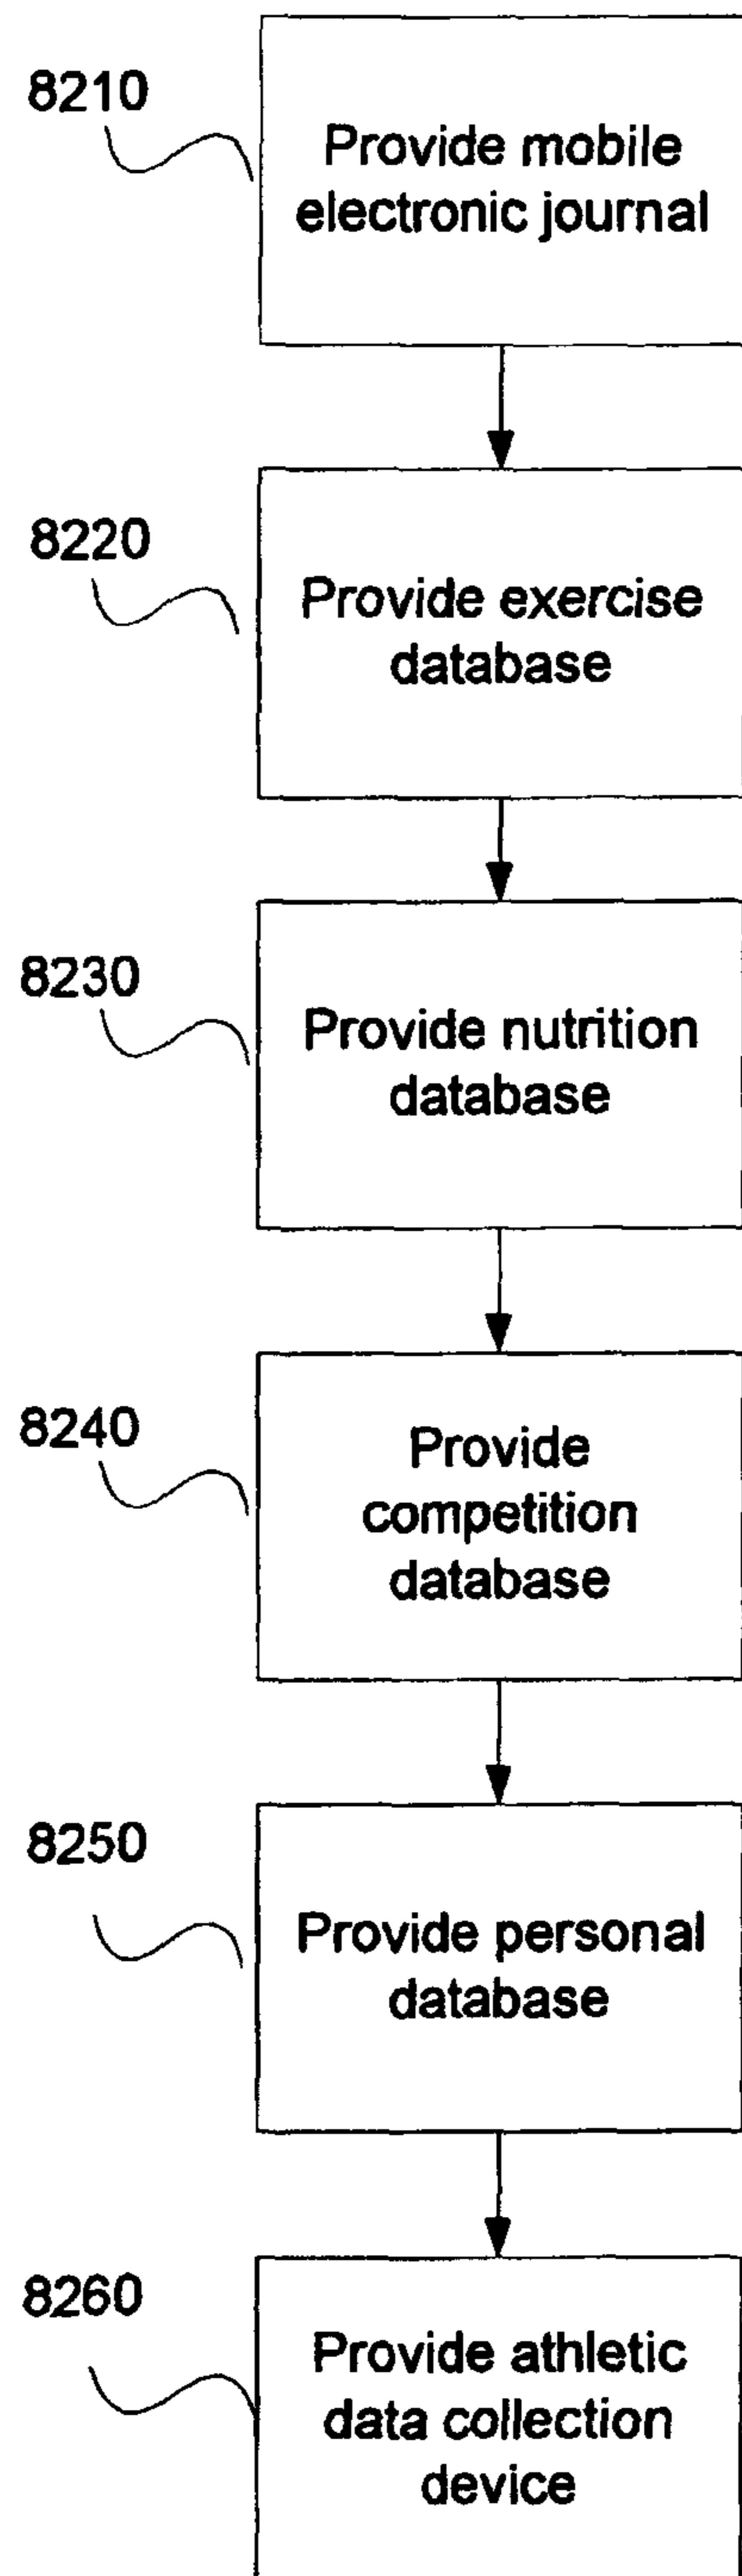 8210
Provide mobile
electronic journal
8220
Provide exercise
database
8230
Provide nutrition
database
8240
Provide
competition
database
8250
Provide personal
database
8260
Provide athletic
data collection
device